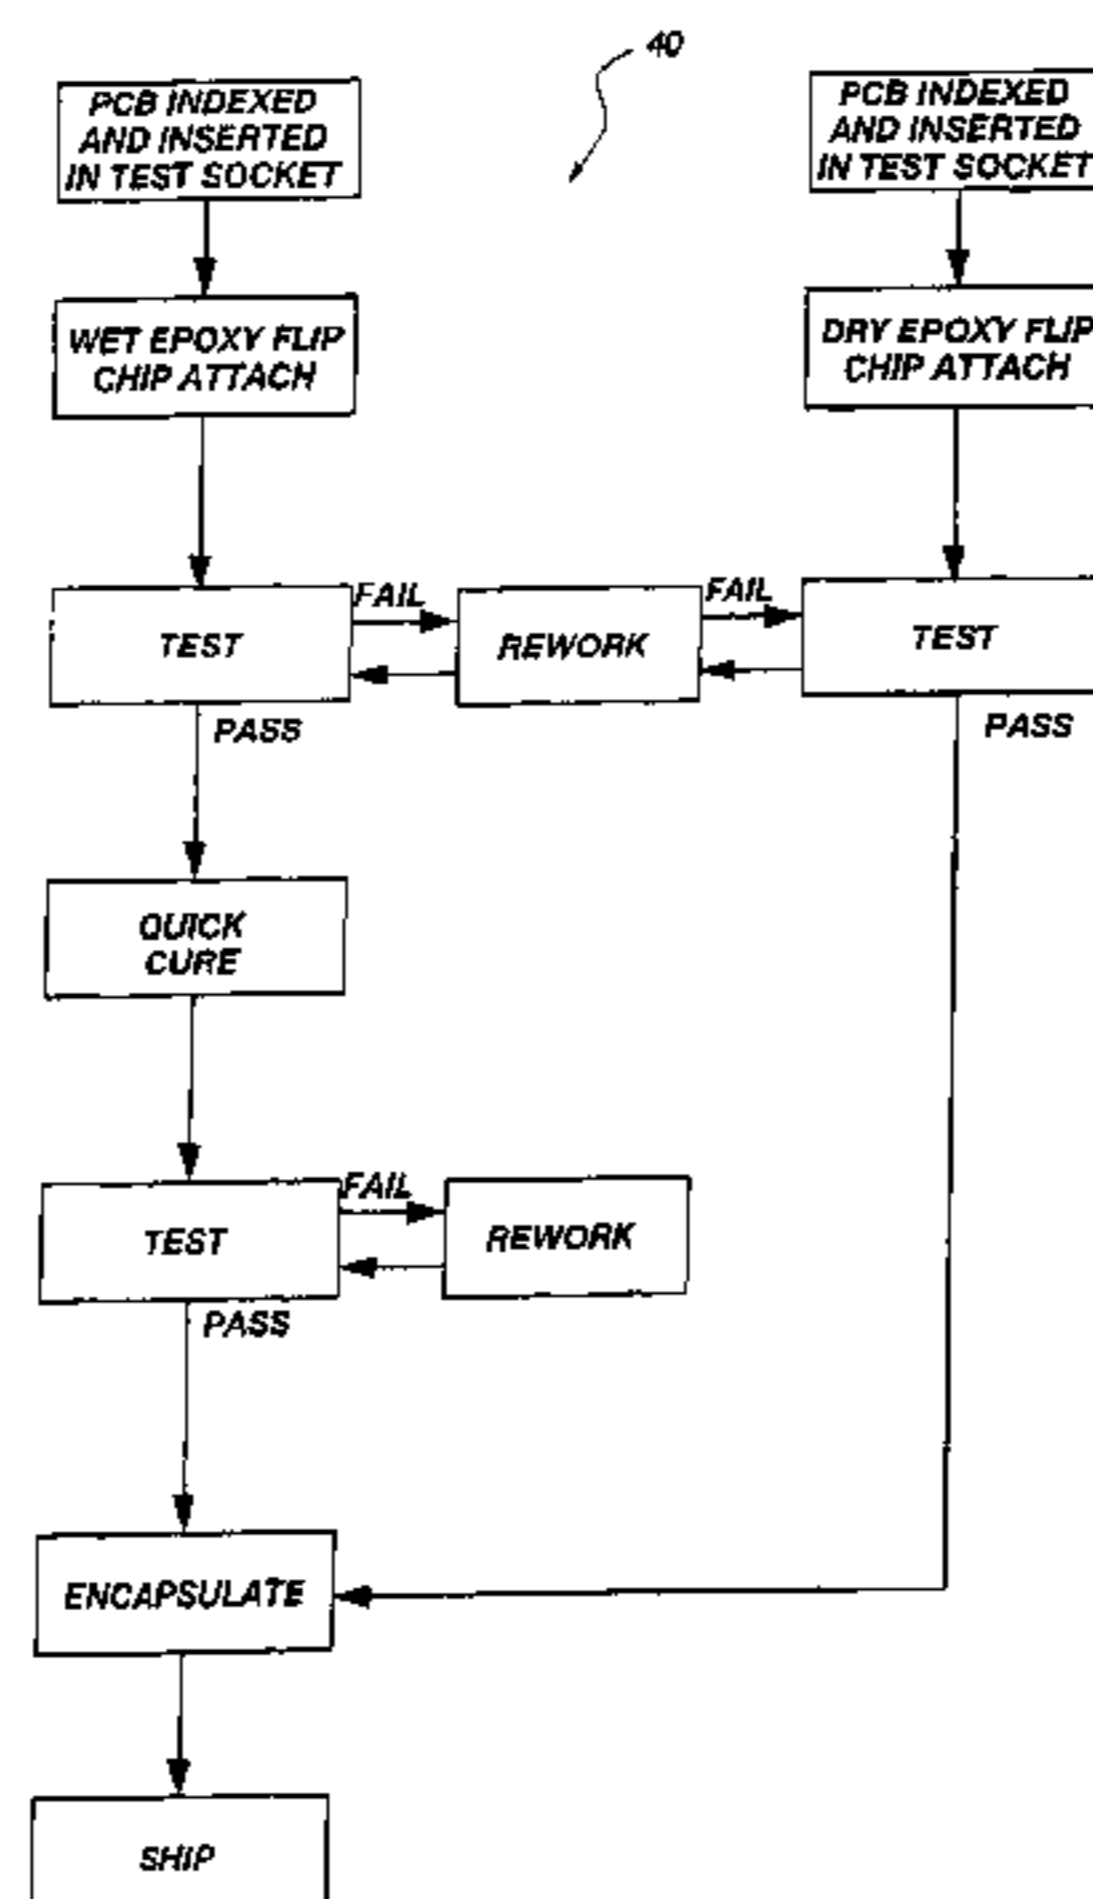 40
PCB INDEXED
AND INSERTED
IN TEST SOCKET
PCB INDEXED
AND INSERTED
IN TEST SOCKET
WET EPOXY FLIP
CHIP ATTACH
DRY EPOXY FLIP
CHIP ATTACH
TEST
FAIL
REWORK
FAIL
TEST
PASS
PASS
QUICK
CURE
TEST
FAIL
REWORK
PASS
ENCAPSULATE
SHIP